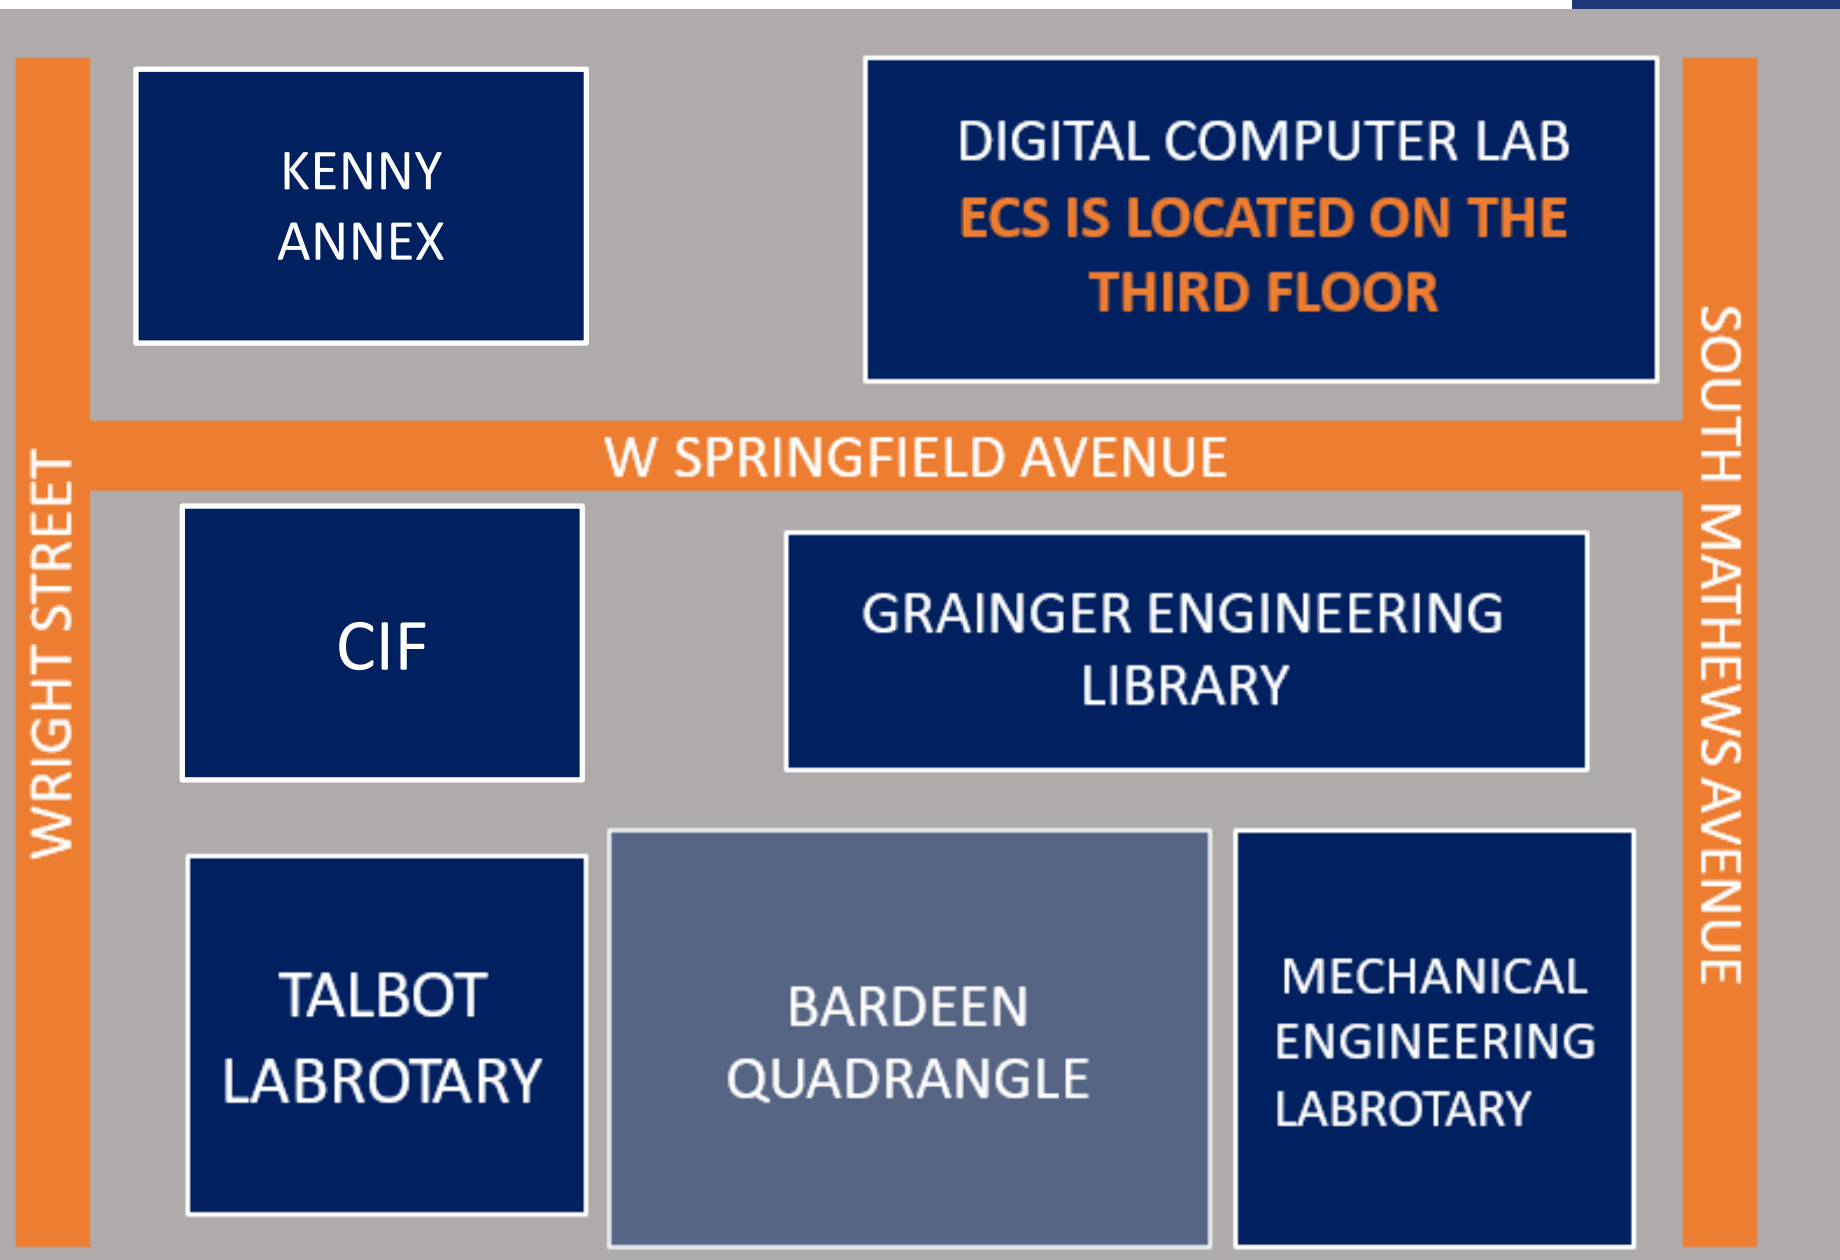 KENNY
ANNEX
DIGITAL COMPUTER LAB
ECS IS LOCATED ON THE
THIRD FLOOR
W SPRINGFIELD AVENUE
WRIGHT STREET
SOUTH MATHEWS AVENUE
CIF
GRAINGER ENGINEERING
LIBRARY
TALBOT
LABROTARY
BARDEEN
QUADRANGLE
MECHANICAL
ENGINEERING
LABROTARY